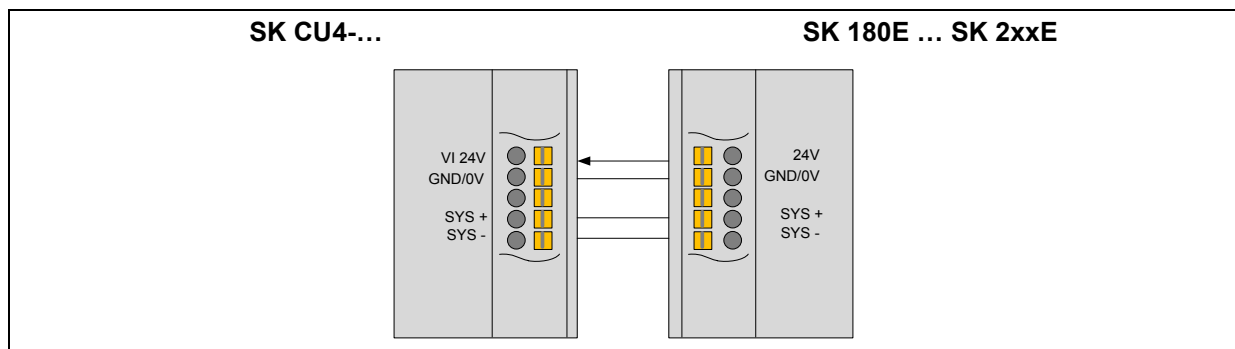 SK CU4-… SK 180E … SK 2xxE
VI 24V 24V
GND/0V GND/0V
SYS + SYS +
SYS - SYS -